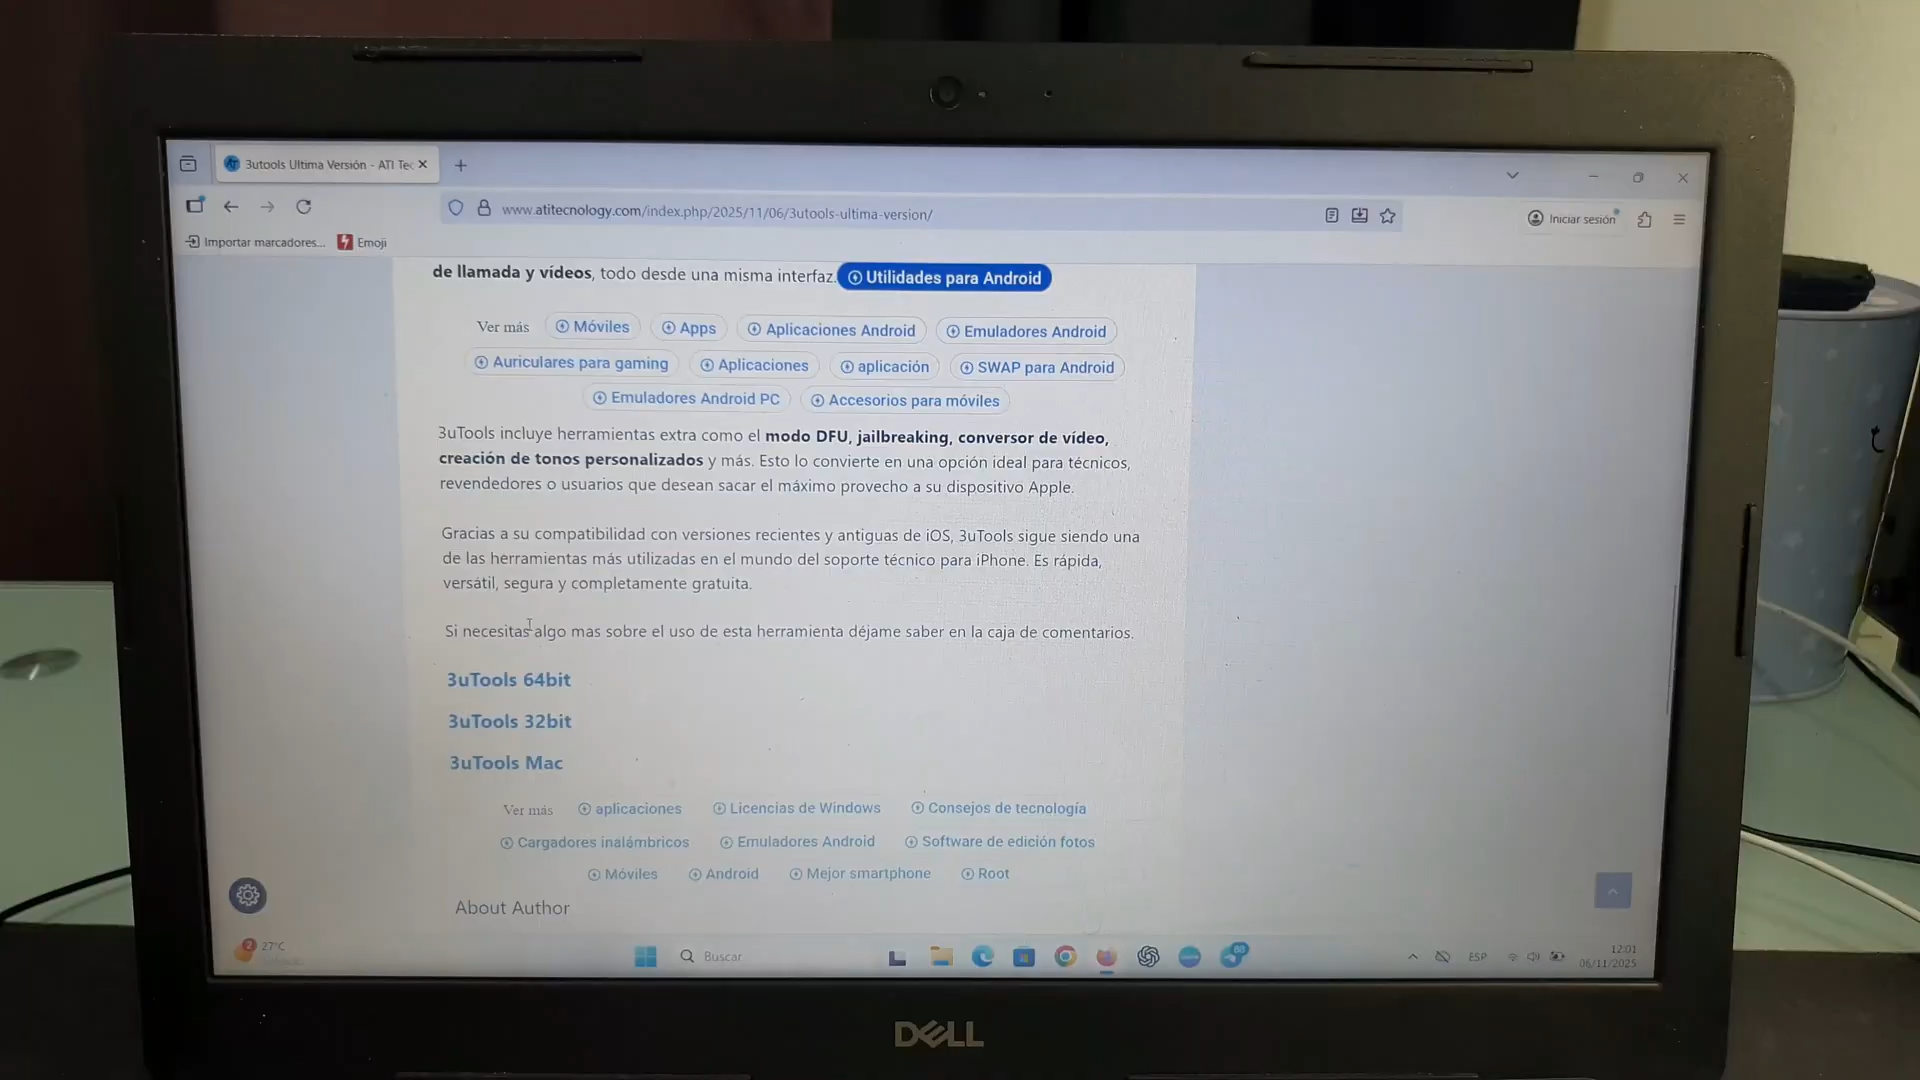 3utools Ultima Versión - ATI Tec
www.atitecnology.com/index.php/2025/11/06/3utools-ultima-version/
Iniciar sesión
Importar marcadores...
Emoji
de llamada y vídeos, todo desde una misma interfaz.
Utilidades para Android
Ver más
Móviles
Apps
Aplicaciones Android
Emuladores Android
Auriculares para gaming
Aplicaciones
aplicación
SWAP para Android
Emuladores Android PC
Accesorios para móviles
3uTools incluye herramientas extra como el modo DFU, jailbreaking, conversor de vídeo,
creación de tonos personalizados y más. Esto lo convierte en una opción ideal para técnicos,
revendedores o usuarios que desean sacar el máximo provecho a su dispositivo Apple.
Gracias a su compatibilidad con versiones recientes y antiguas de iOS, 3uTools sigue siendo una
de las herramientas más utilizadas en el mundo del soporte técnico para iPhone. Es rápida,
versátil, segura y completamente gratuita.
Si necesitas algo mas sobre el uso de esta herramienta déjame saber en la caja de comentarios.
3uTools 64bit
3uTools 32bit
3uTools Mac
Ver más
aplicaciones
Licencias de Windows
Consejos de tecnología
Cargadores inalámbricos
Emuladores Android
Software de edición fotos
Móviles
Android
Mejor smartphone
Root
About Author
2
27°C
Buscar
88
ESP
12:01
06/11/2025
DELL